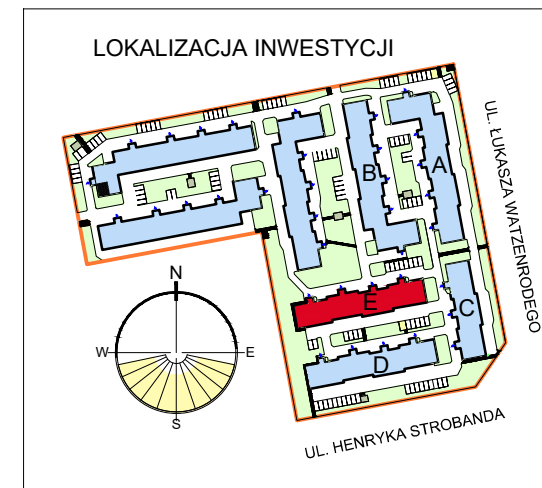 LOKALIZACJA INWESTYCJI
UL. ŁUKASZA WATZENRODEGO
A
B
E
C
D
N
W
E
S
UL. HENRYKA STROBANDA